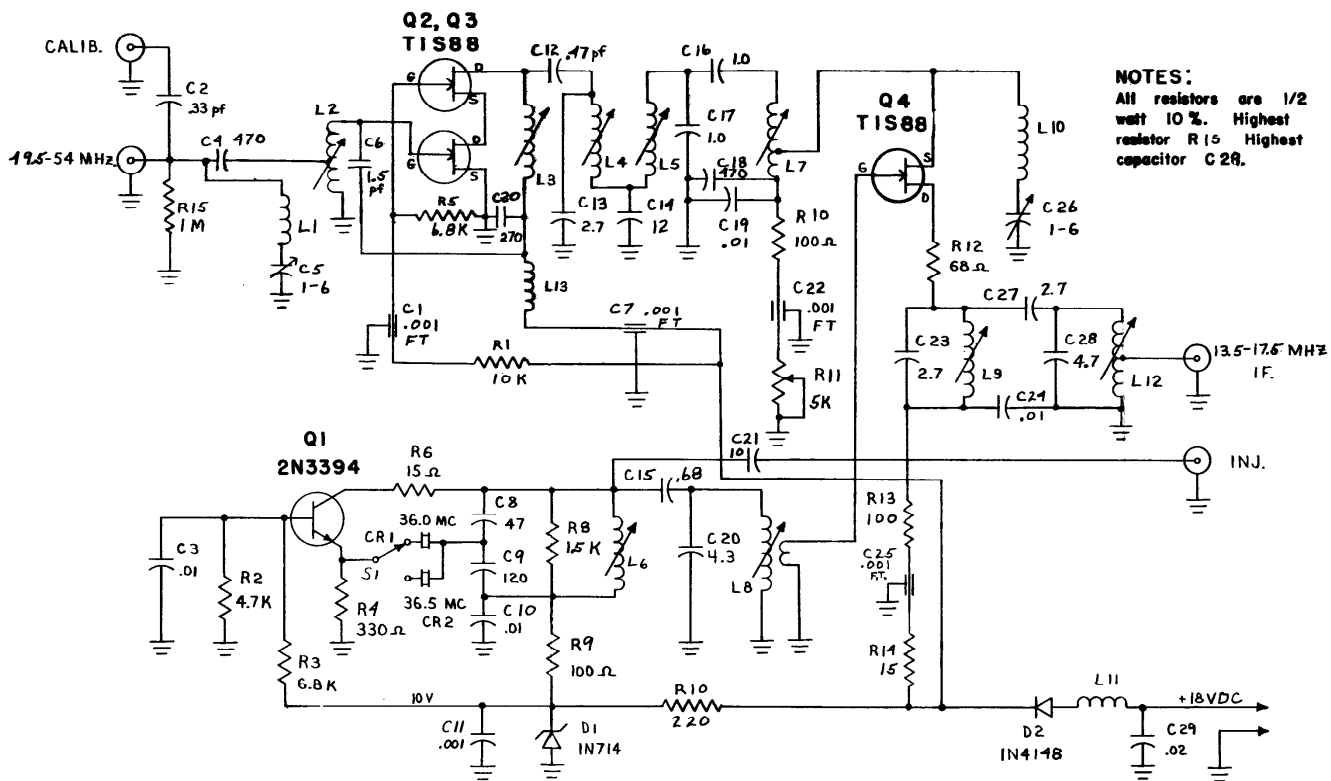 Q2, Q3
TIS88
CALIB.
C2
.33 pf
C4 470
L2
C6
1.5
pf
G
D
S
G
D
S
C12 .47 pf
L3
L4
L5
C16
1.0
C17
1.0
C18
470
C19
.01
L7
Q4
TIS88
G
S
D
L10
NOTES:
All resistors are 1/2
watt 10%. Highest
resistor R15 Highest
capacitor C29.
49.5-54 MHZ
R15
1M
L1
C5
1-6
R5
6.8K
C30
270
C13
2.7
C14
12
R10
100Ω
R12
68Ω
C26
1-6
L13
C1
.001
FT
C7 .001
FT
C22
.001
FT
C27 2.7
C23
2.7
L9
C28
4.7
L12
13.5-17.5 MHZ
IF.
R1
10K
R11
5K
C24
.01
Q1
2N3394
R6
15Ω
C21
10
INJ.
C15 .68
36.0 MC
CR1
S1
36.5 MC
CR2
C8
47
C9
120
C10
.01
R8
1.5K
L6
C20
4.3
L8
R13
100
C25
.001
FT.
C3
.01
R2
4.7K
R4
330Ω
R3
6.8K
R9
100Ω
R14
15
10V
R10
220
L11
+18VDC
C11
.001
D1
1N714
D2
1N4148
C29
.02